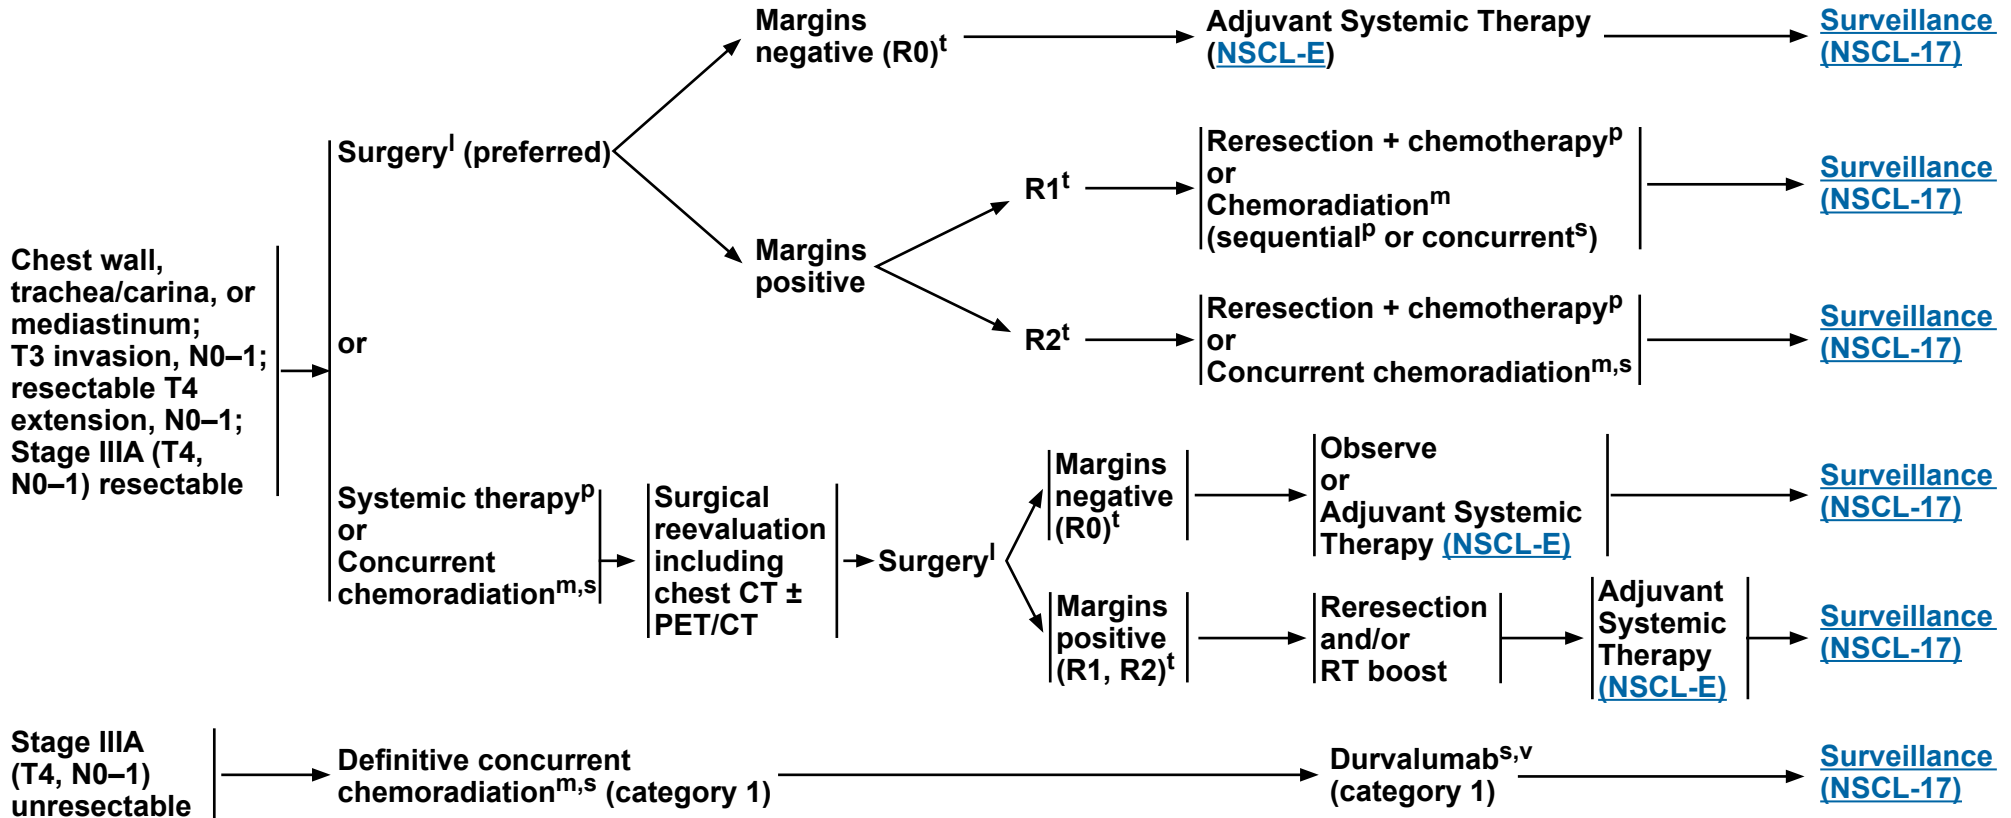 Margins
negative (R0)t
Adjuvant Systemic Therapy
(NSCL-E)
Surveillance
(NSCL-17)
Surgeryl (preferred)
Reresection + chemotherapyp
or
Chemoradiationm
(sequentialp or concurrents)
R1t
Surveillance
(NSCL-17)
Margins
positive
R2t
Reresection + chemotherapyp
or
Concurrent chemoradiationm,s
Surveillance
(NSCL-17)
Chest wall,
trachea/carina, or
mediastinum;
T3 invasion, N0–1;
resectable T4
extension, N0–1;
Stage IIIA (T4,
N0–1) resectable
or
Systemic therapyp
or
Concurrent
chemoradiationm,s
Surgical
reevaluation
including
chest CT ±
PET/CT
Surgeryl
Margins
negative
(R0)t
Observe
or
Adjuvant Systemic
Therapy (NSCL-E)
Surveillance
(NSCL-17)
Margins
positive
(R1, R2)t
Reresection
and/or
RT boost
Adjuvant
Systemic
Therapy
(NSCL-E)
Surveillance
(NSCL-17)
Stage IIIA
(T4, N0–1)
unresectable
Definitive concurrent
chemoradiationm,s (category 1)
Durvalumabs,v
(category 1)
Surveillance
(NSCL-17)